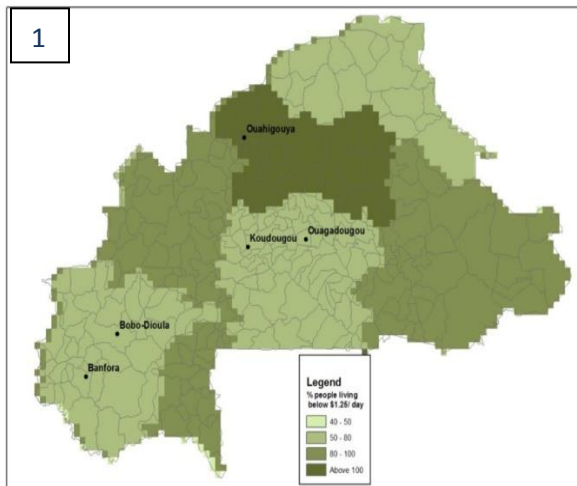 1
Ouahigouya
Ouagadougou
Koudougou
Bobo-Dioula
Banfora
Legend
% people living
below $1.25/ day
40 - 50
50 - 80
80 - 100
Above 100